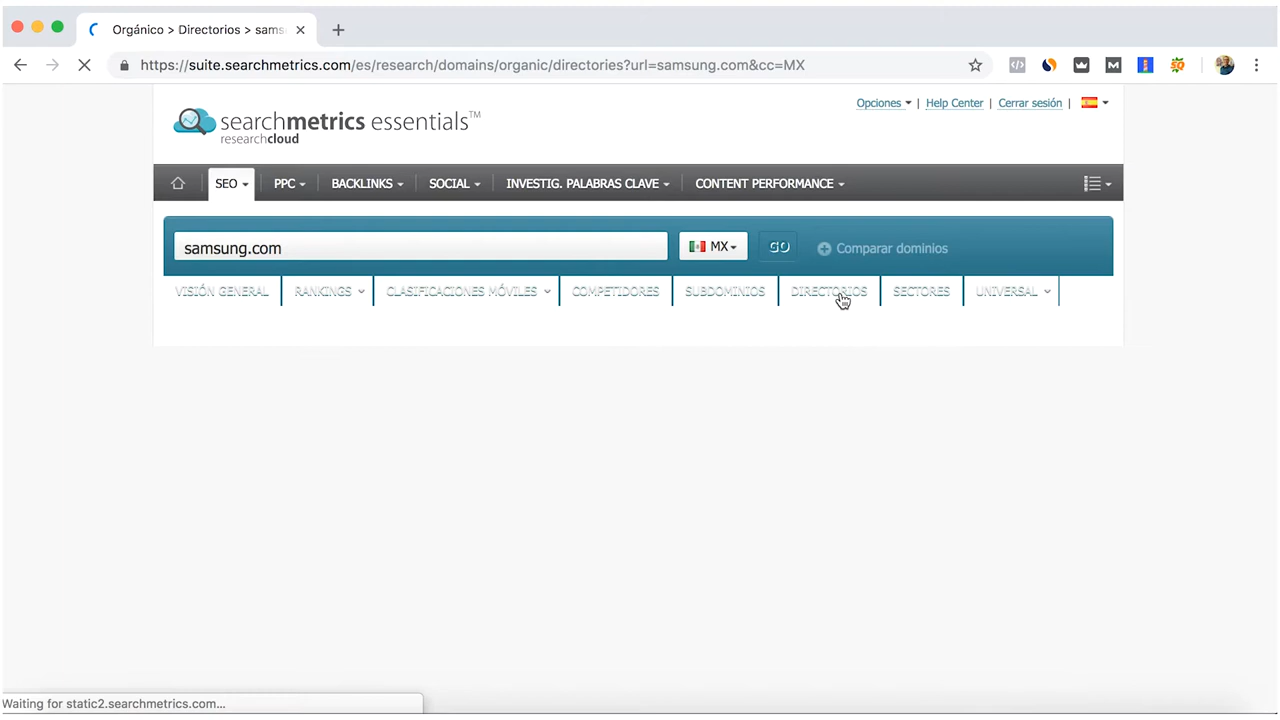 Orgánico > Directorios > sams
https://suite.searchmetrics.com/es/research/domains/organic/directories?url=samsung.com&cc=MX
Opciones | Help Center | Cerrar sesión |
searchmetrics essentials™
researchcloud
SEO PPC BACKLINKS SOCIAL INVESTIG. PALABRAS CLAVE CONTENT PERFORMANCE
samsung.com MX GO Comparar dominios
VISIÓN GENERAL RANKINGS CLASIFICACIONES MÓVILES COMPETIDORES SUBDOMINIOS DIRECTORIOS SECTORES UNIVERSAL
Waiting for static2.searchmetrics.com...